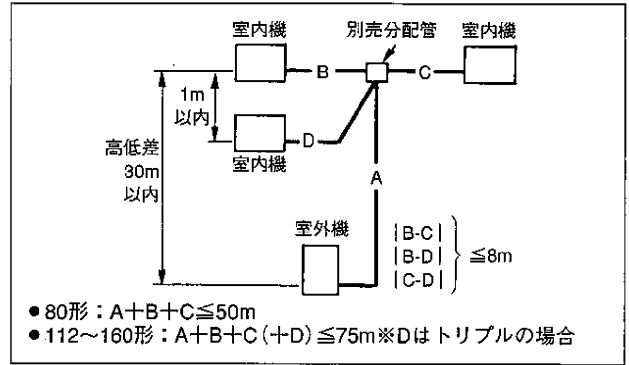 室内機
別売分配管
室内機
B
C
1m
以内
D
高低差
30m
以内
室内機
A
室外機
|B-C|
|B-D|
|C-D|
≦8m
●80形：A＋B＋C≦50m
●112～160形：A＋B＋C（＋D）≦75m※Dはトリプルの場合